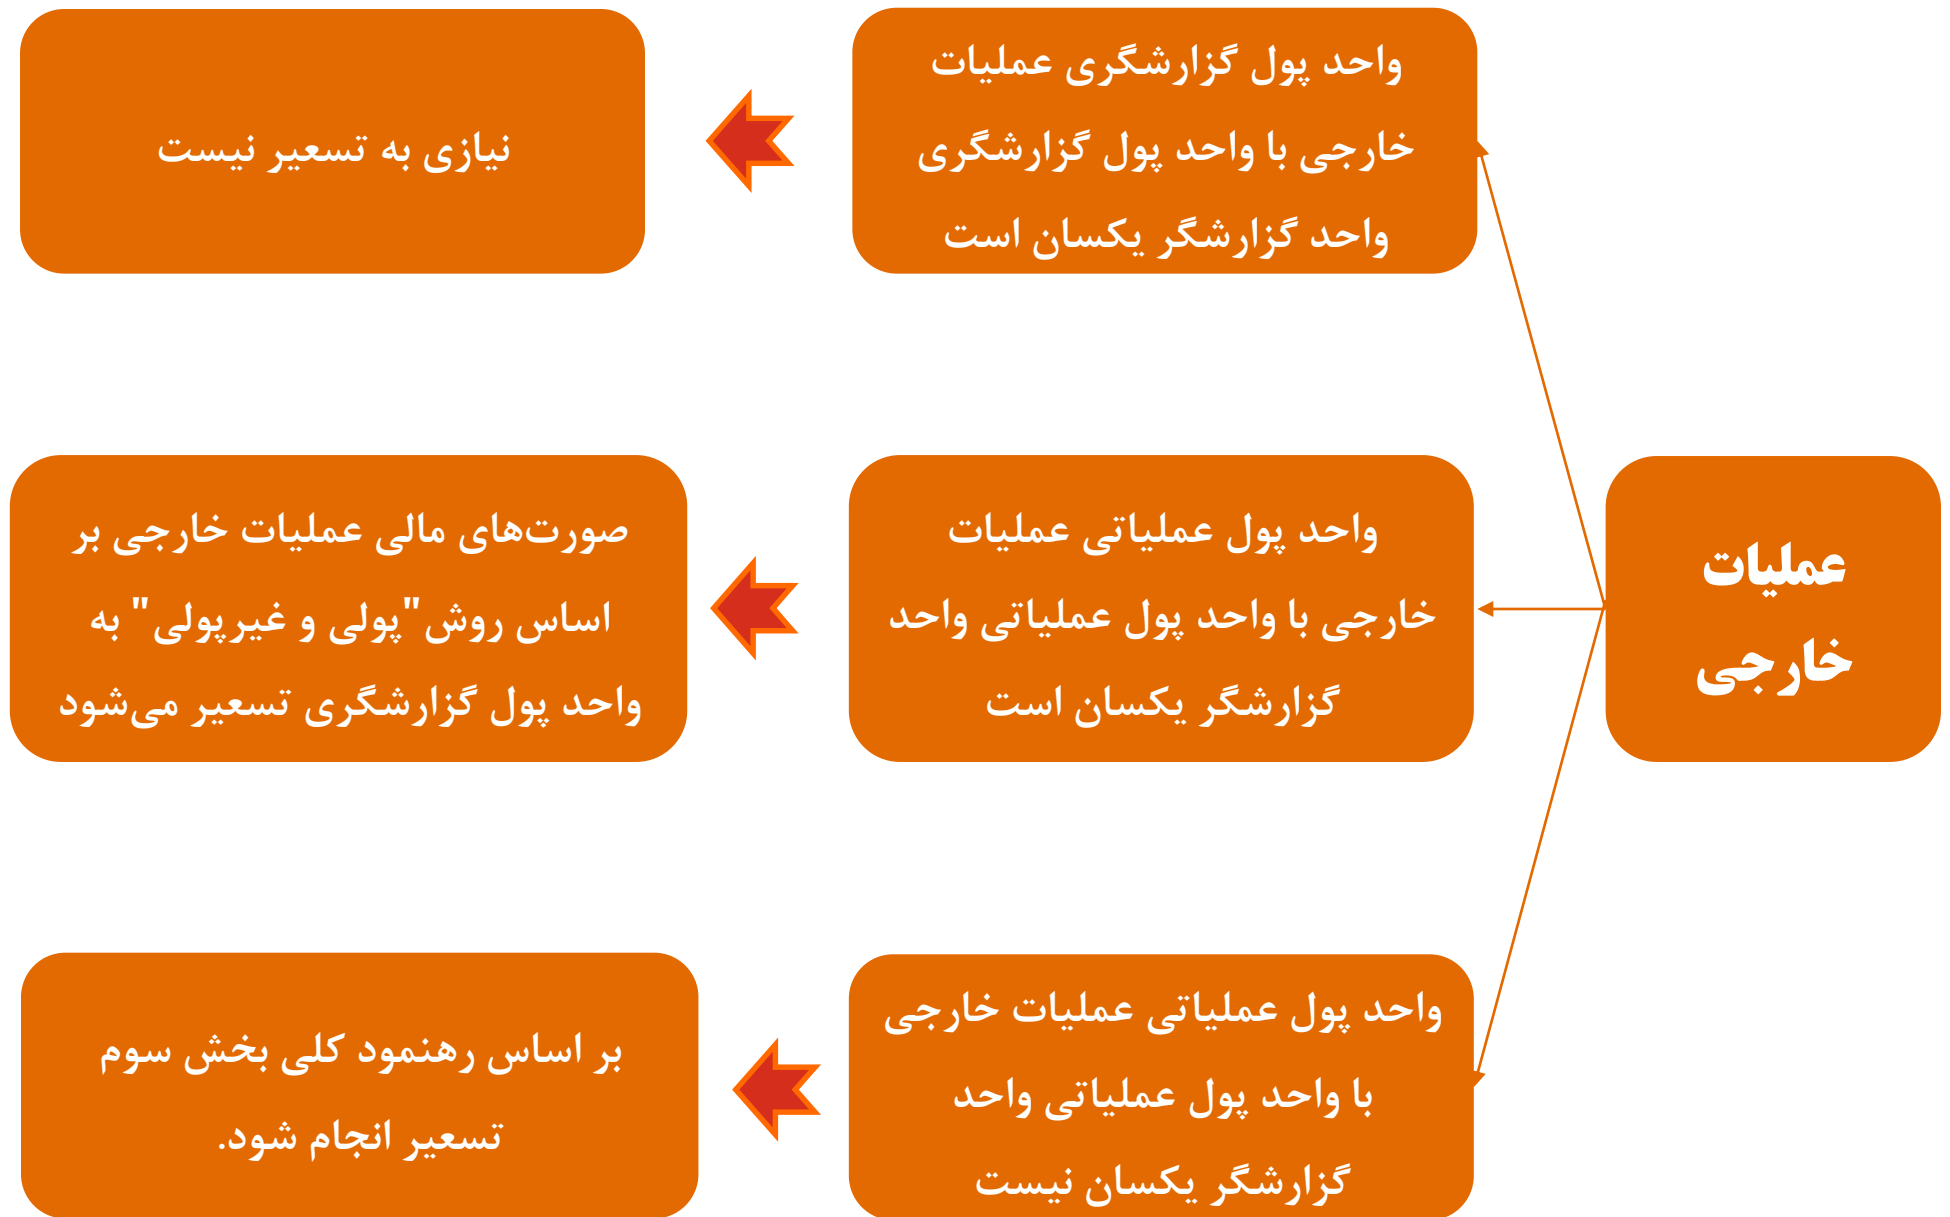 عملیات
خارجی
واحد پول گزارشگری عملیات
خارجی با واحد پول گزارشگری
واحد گزارشگر یکسان است
نیازی به تسعیر نیست
واحد پول عملیاتی عملیات
خارجی با واحد پول عملیاتی واحد
گزارشگر یکسان است
صورت‌های مالی عملیات خارجی بر
اساس روش"پولی و غیرپولی" به
واحد پول گزارشگری تسعیر می‌شود
واحد پول عملیاتی عملیات خارجی
با واحد پول عملیاتی واحد
گزارشگر یکسان نیست
بر اساس رهنمود کلی بخش سوم
تسعیر انجام شود.